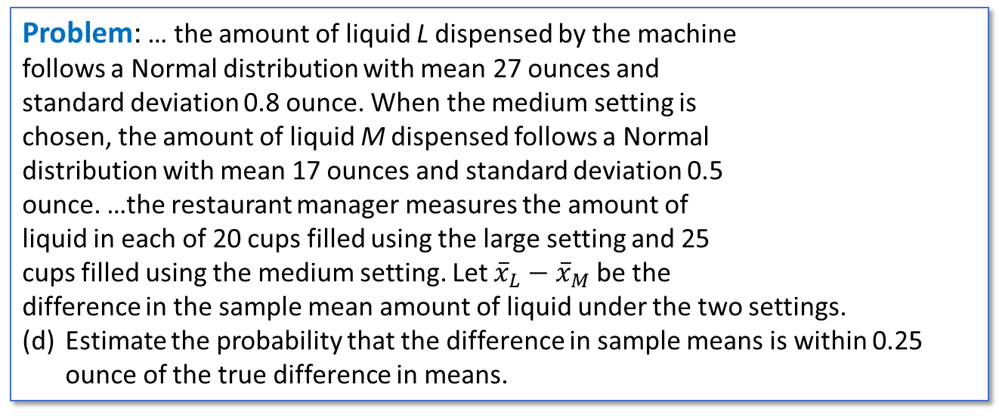 Problem: … the amount of liquid L dispensed by the machine
follows a Normal distribution with mean 27 ounces and
standard deviation 0.8 ounce. When the medium setting is
chosen, the amount of liquid M dispensed follows a Normal
distribution with mean 17 ounces and standard deviation 0.5
ounce. …the restaurant manager measures the amount of
liquid in each of 20 cups filled using the large setting and 25
cups filled using the medium setting. Let x̄_L − x̄_M be the
difference in the sample mean amount of liquid under the two settings.
(d) Estimate the probability that the difference in sample means is within 0.25
ounce of the true difference in means.